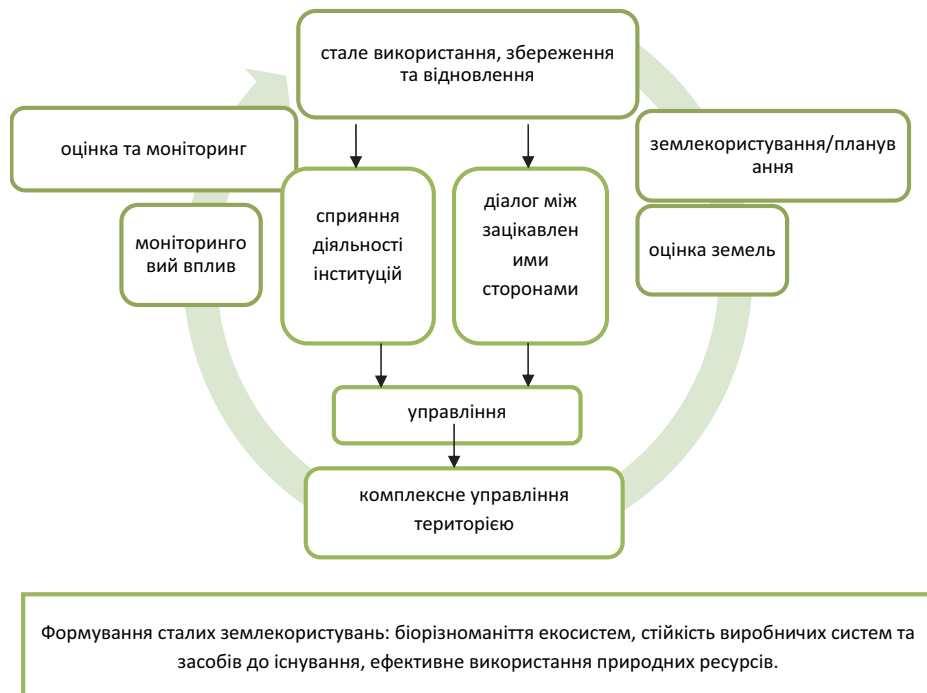 стале використання, збереження
та відновлення
оцінка та моніторинг
землекористування/планув
ання
сприяння
діяльності
інституцій
діалог між
зацікавлен
ими
сторонами
моніторинго
вий вплив
оцінка земель
управління
комплексне управління
територією
Формування сталих землекористувань: біорізноманіття екосистем, стійкість виробничих систем та
засобів до існування, ефективне використання природних ресурсів.